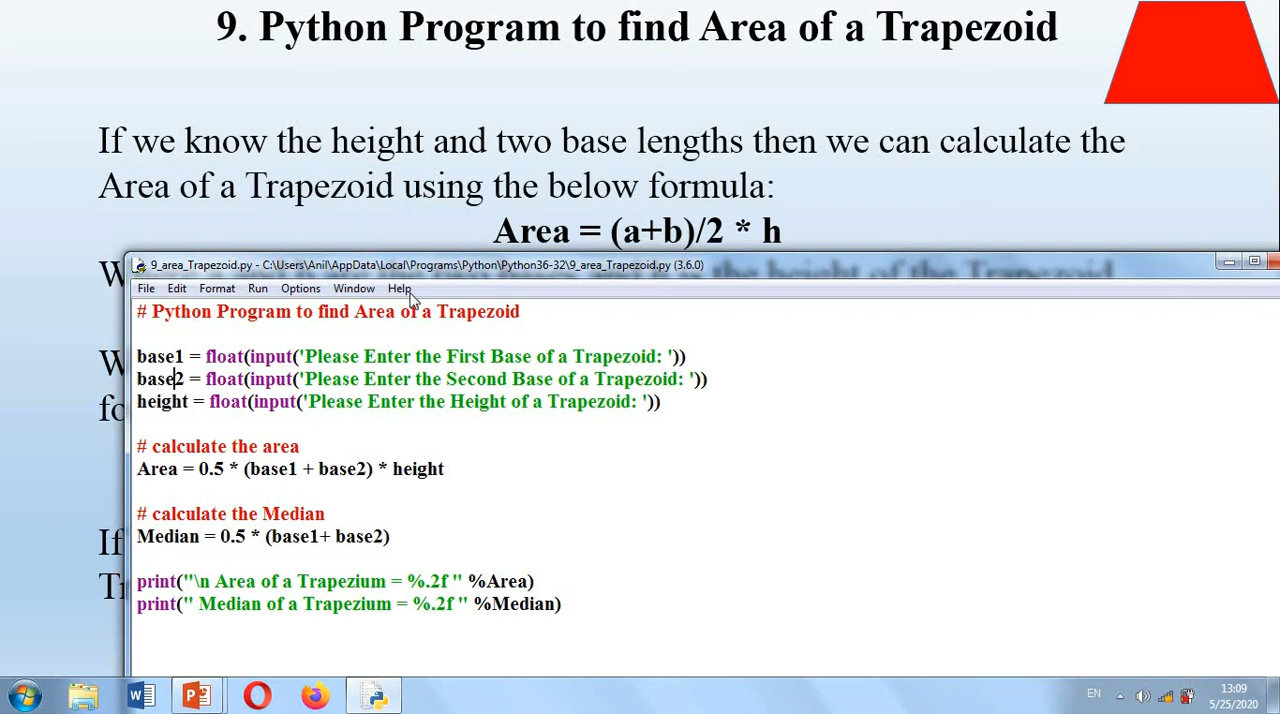 9. Python Program to find Area of a Trapezoid
If we know the height and two base lengths then we can calculate the
Area of a Trapezoid using the below formula:
Area = (a+b)/2 * h
9_area_Trapezoid.py - C:\Users\Anil\AppData\Local\Programs\Python\Python36-32\9_area_Trapezoid.py (3.6.0)
File Edit Format Run Options Window Help
# Python Program to find Area of a Trapezoid
base1 = float(input('Please Enter the First Base of a Trapezoid: '))
base2 = float(input('Please Enter the Second Base of a Trapezoid: '))
height = float(input('Please Enter the Height of a Trapezoid: '))
# calculate the area
Area = 0.5 * (base1 + base2) * height
# calculate the Median
Median = 0.5 * (base1+ base2)
If
print("\n Area of a Trapezium = %.2f " %Area)
print(" Median of a Trapezium = %.2f " %Median)
EN
13:09
5/25/2020